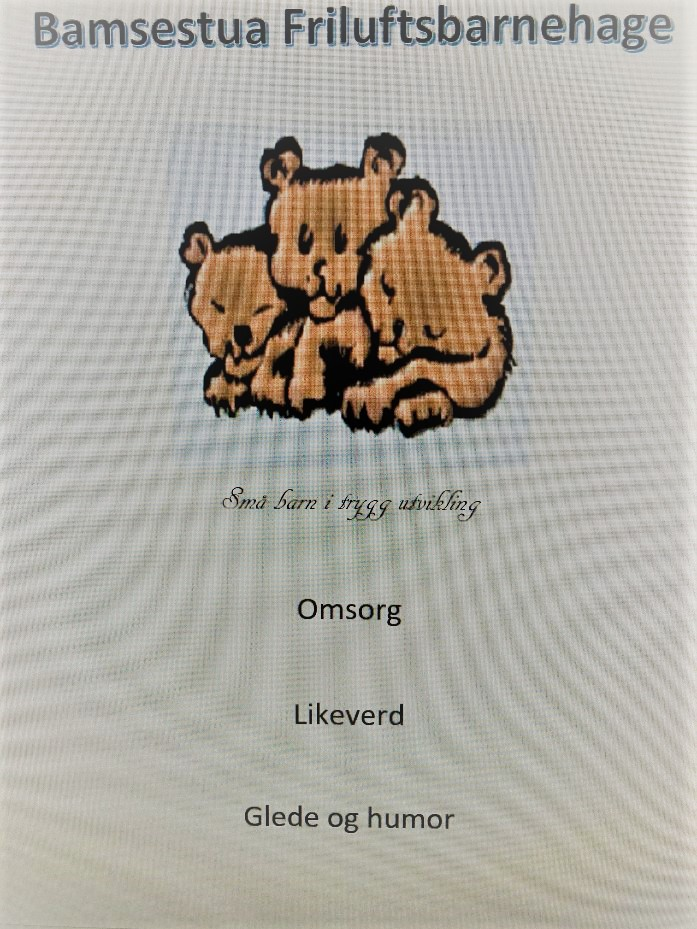 Bamsestua Friluftsbarnehage
Små barn i trygg utvikling
Omsorg
Likeverd
Glede og humor